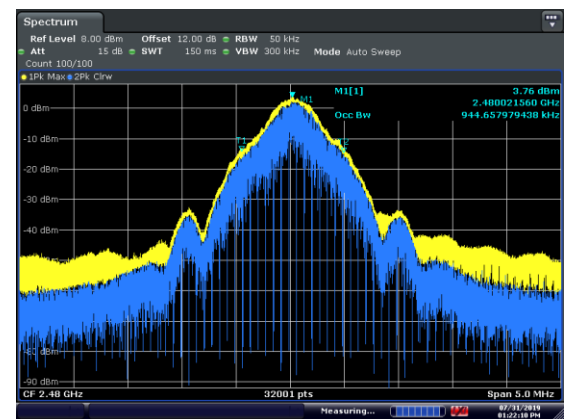 Spectrum
Ref Level 8.00 dBm Offset 12.00 dB RBW 50 kHz
Att 15 dB SWT 150 ms VBW 300 kHz Mode Auto Sweep
Count 100/100
1Pk Max 2Pk Clrw
M1[1] 3.76 dBm
2.480021560 GHz
Occ Bw 944.657979438 kHz
M1
0 dBm
-10 dBm
T1
-20 dBm
-30 dBm
-40 dBm
-90 dBm
CF 2.48 GHz 32001 pts Span 5.0 MHz
Measuring... 07/31/2019
01:22:10 PM